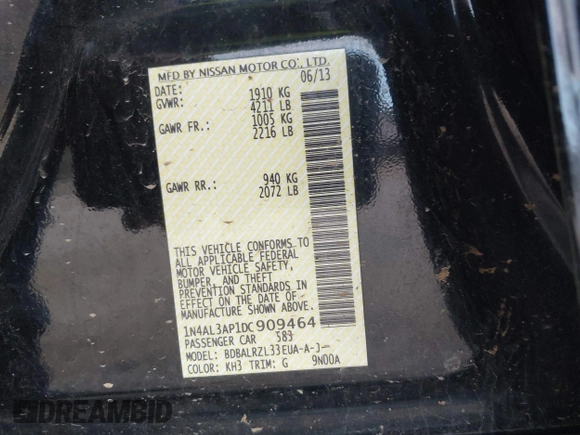 MFD BY NISSAN MOTOR CO., LTD.
DATE: 06/13
GVWR: 1910 KG
4211 LB
GAWR FR.: 1005 KG
2216 LB
GAWR RR.: 940 KG
2072 LB
THIS VEHICLE CONFORMS TO
ALL APPLICABLE FEDERAL
MOTOR VEHICLE SAFETY,
BUMPER, AND THEFT
PREVENTION STANDARDS IN
EFFECT ON THE DATE OF
MANUFACTURE SHOWN ABOVE.
1N4AL3AP1DC909464
PASSENGER CAR 583
MODEL: BDBALRZL33EUA-A-J-
COLOR: KH3 TRIM: G 9N00A
DREAMBID